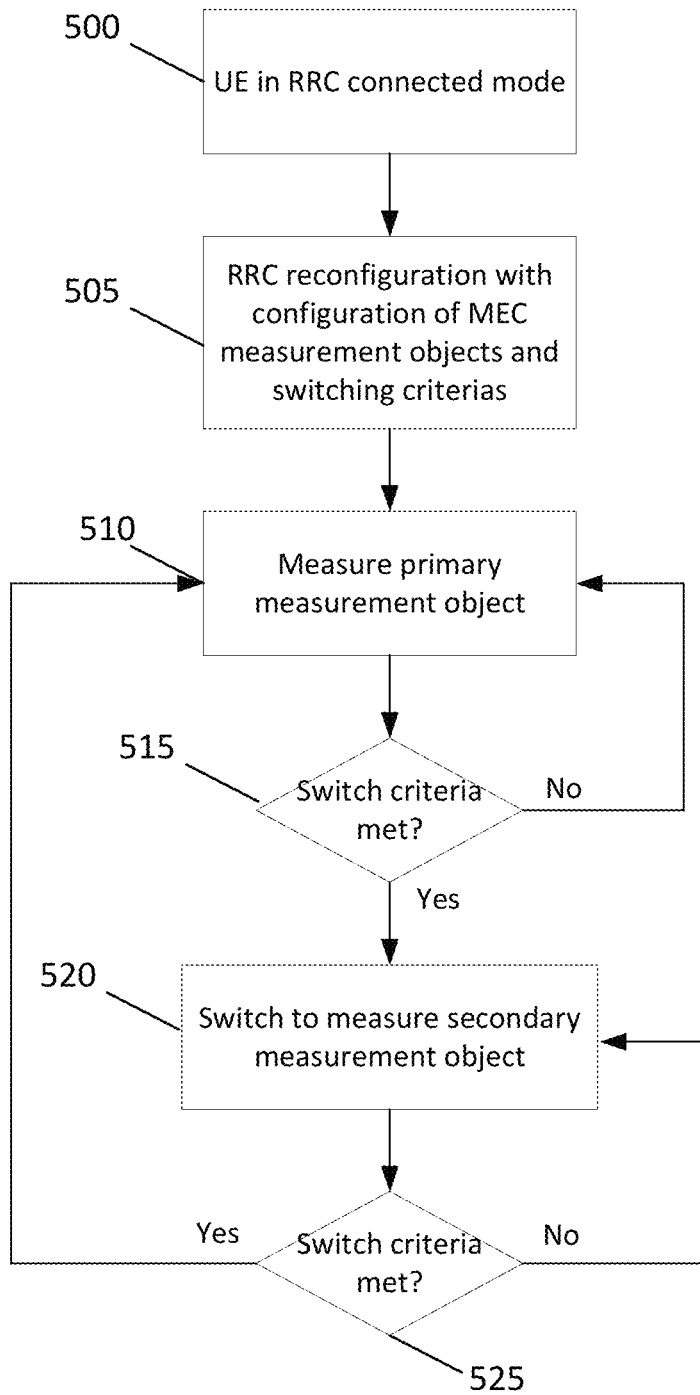 500
UE in RRC connected mode
505
RRC reconfiguration with
configuration of MEC
measurement objects and
switching criterias
510
Measure primary
measurement object
515
Switch criteria
met?
No
Yes
520
Switch to measure secondary
measurement object
Yes
Switch criteria
met?
No
525